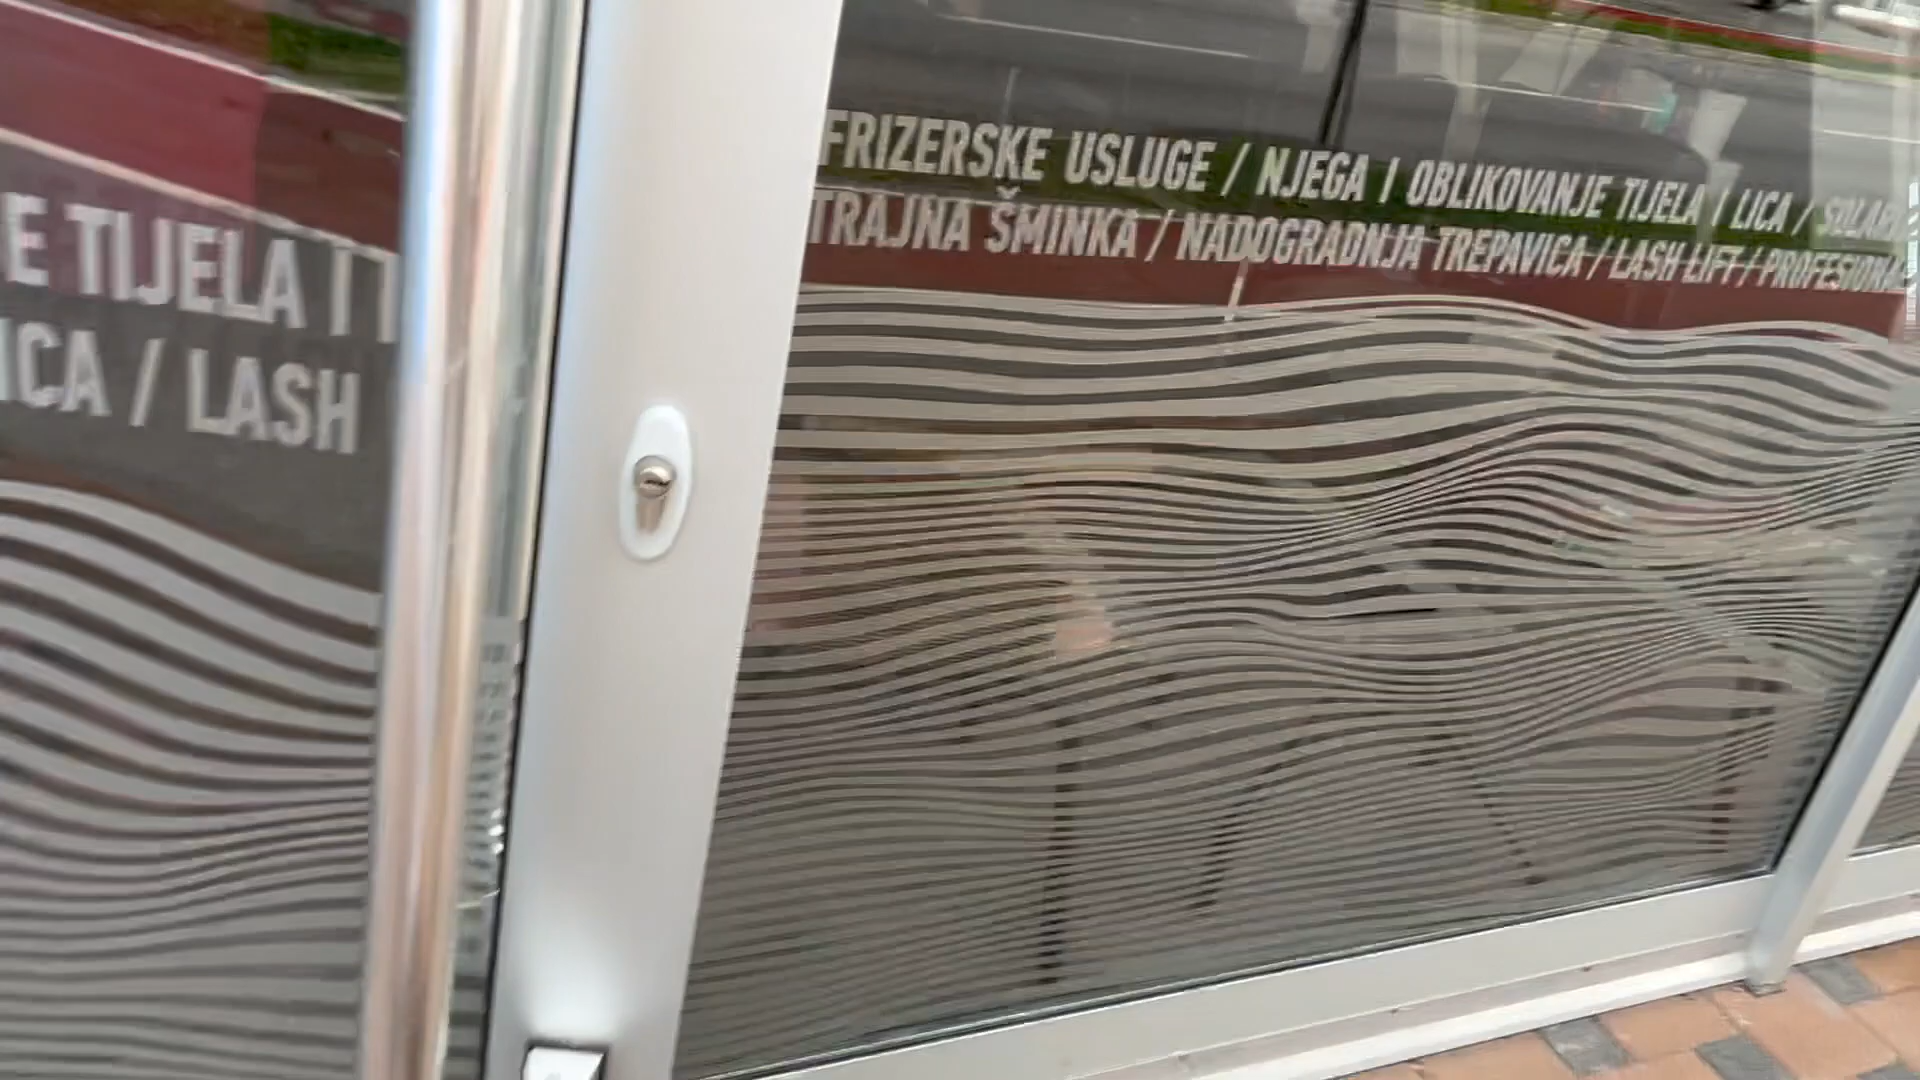 E TIJELA I
ICA / LASH
FRIZERSKE USLUGE / NJEGA I OBLIKOVANJE TIJELA I LICA /
TRAJNA ŠMINKA / NADOGRADNJA TREPAVICA / LASH LIFT /